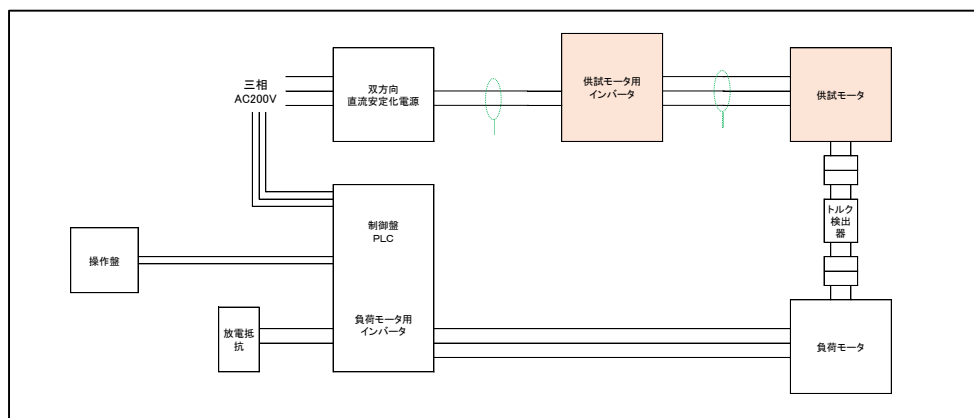 三相
AC200V
双方向
直流安定化電源
供試モータ用
インバータ
供試モータ
トルク
検出
器
制御盤
PLC
操作盤
負荷モータ用
インバータ
放電抵
抗
負荷モータ